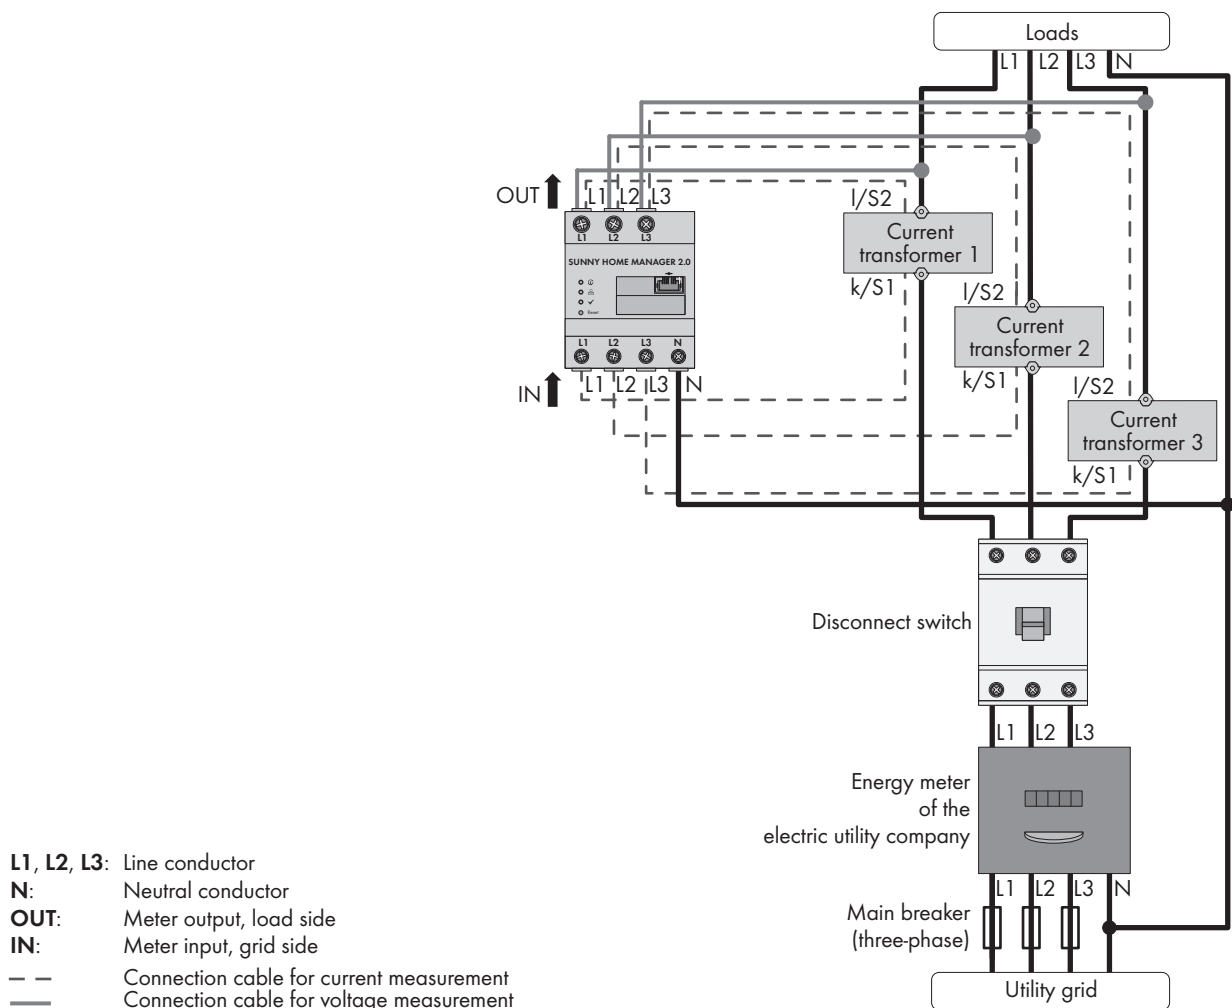 Loads
L1 L2 L3 N
OUT L1 L2 L3
L1 L2 L3
SUNNY HOME MANAGER 2.0
Reset
L1 L2 L3 N
IN L1 L2 L3 N
l/S2
Current
transformer 1
k/S1
l/S2
Current
transformer 2
k/S1
l/S2
Current
transformer 3
k/S1
Disconnect switch
L1 L2 L3
Energy meter
of the
electric utility company
L1 L2 L3 N
Main breaker
(three-phase)
Utility grid
L1, L2, L3: Line conductor
N: Neutral conductor
OUT: Meter output, load side
IN: Meter input, grid side
Connection cable for current measurement
Connection cable for voltage measurement